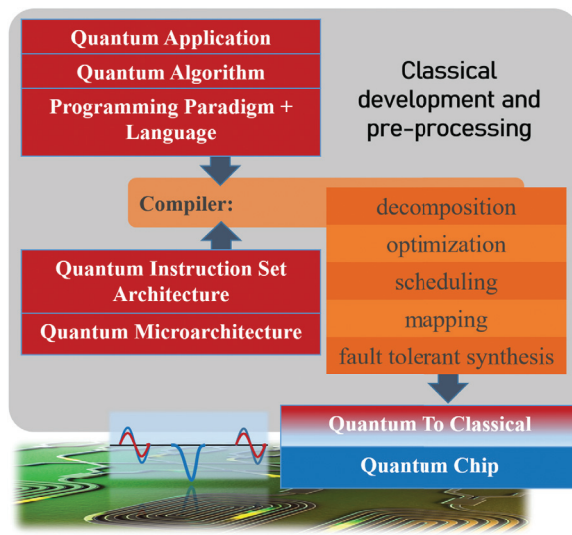 Quantum Application
Quantum Algorithm
Programming Paradigm +
Language
Classical
development and
pre-processing
Compiler:
decomposition
optimization
scheduling
mapping
fault tolerant synthesis
Quantum Instruction Set
Architecture
Quantum Microarchitecture
Quantum To Classical
Quantum Chip